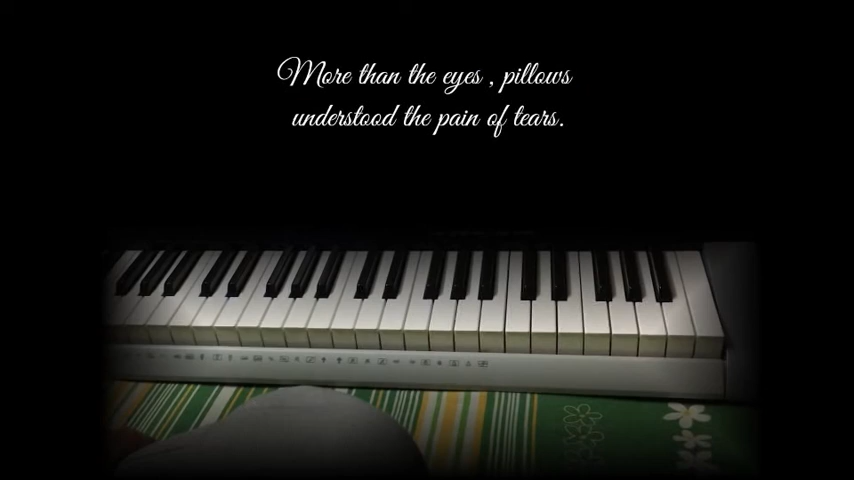 More than the eyes , pillows
understood the pain of tears.